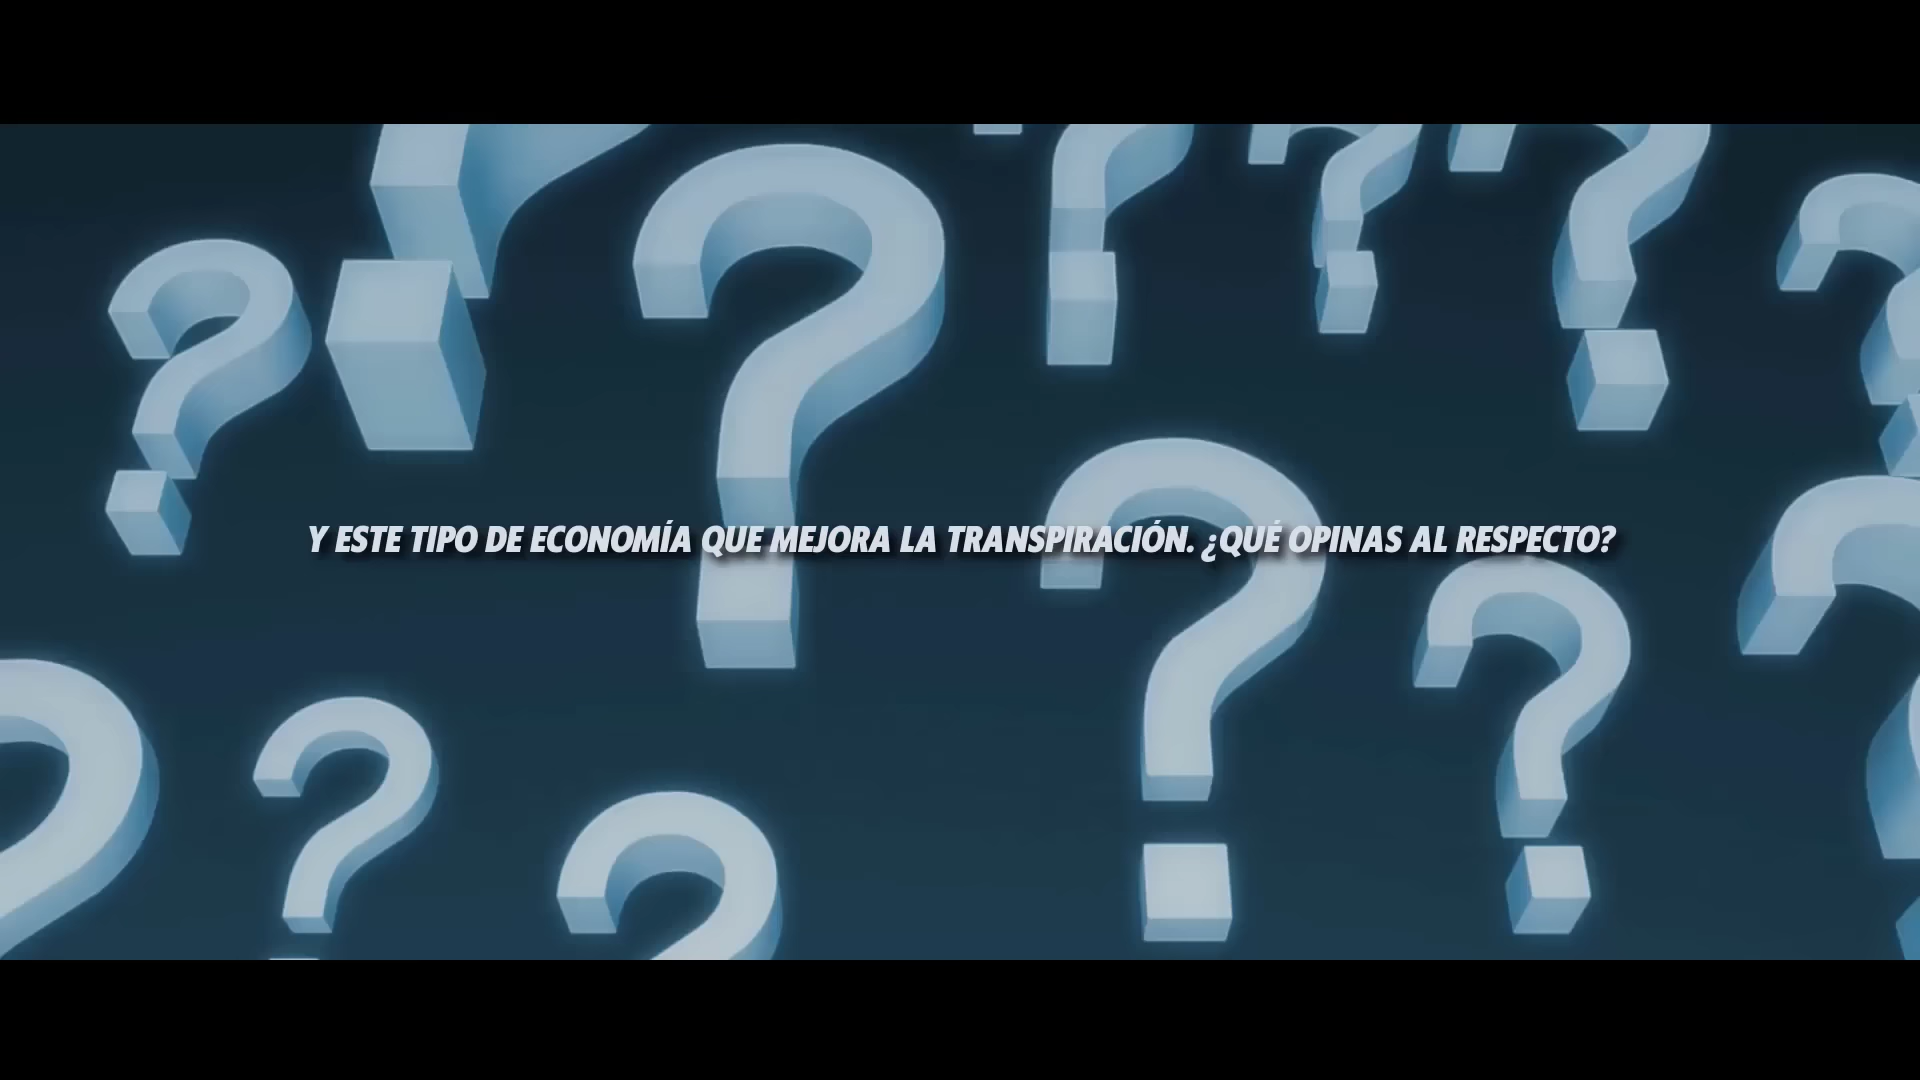 Y ESTE TIPO DE ECONOMÍA QUE MEJORA LA TRANSPIRACIÓN. ¿QUÉ OPINAS AL RESPECTO?